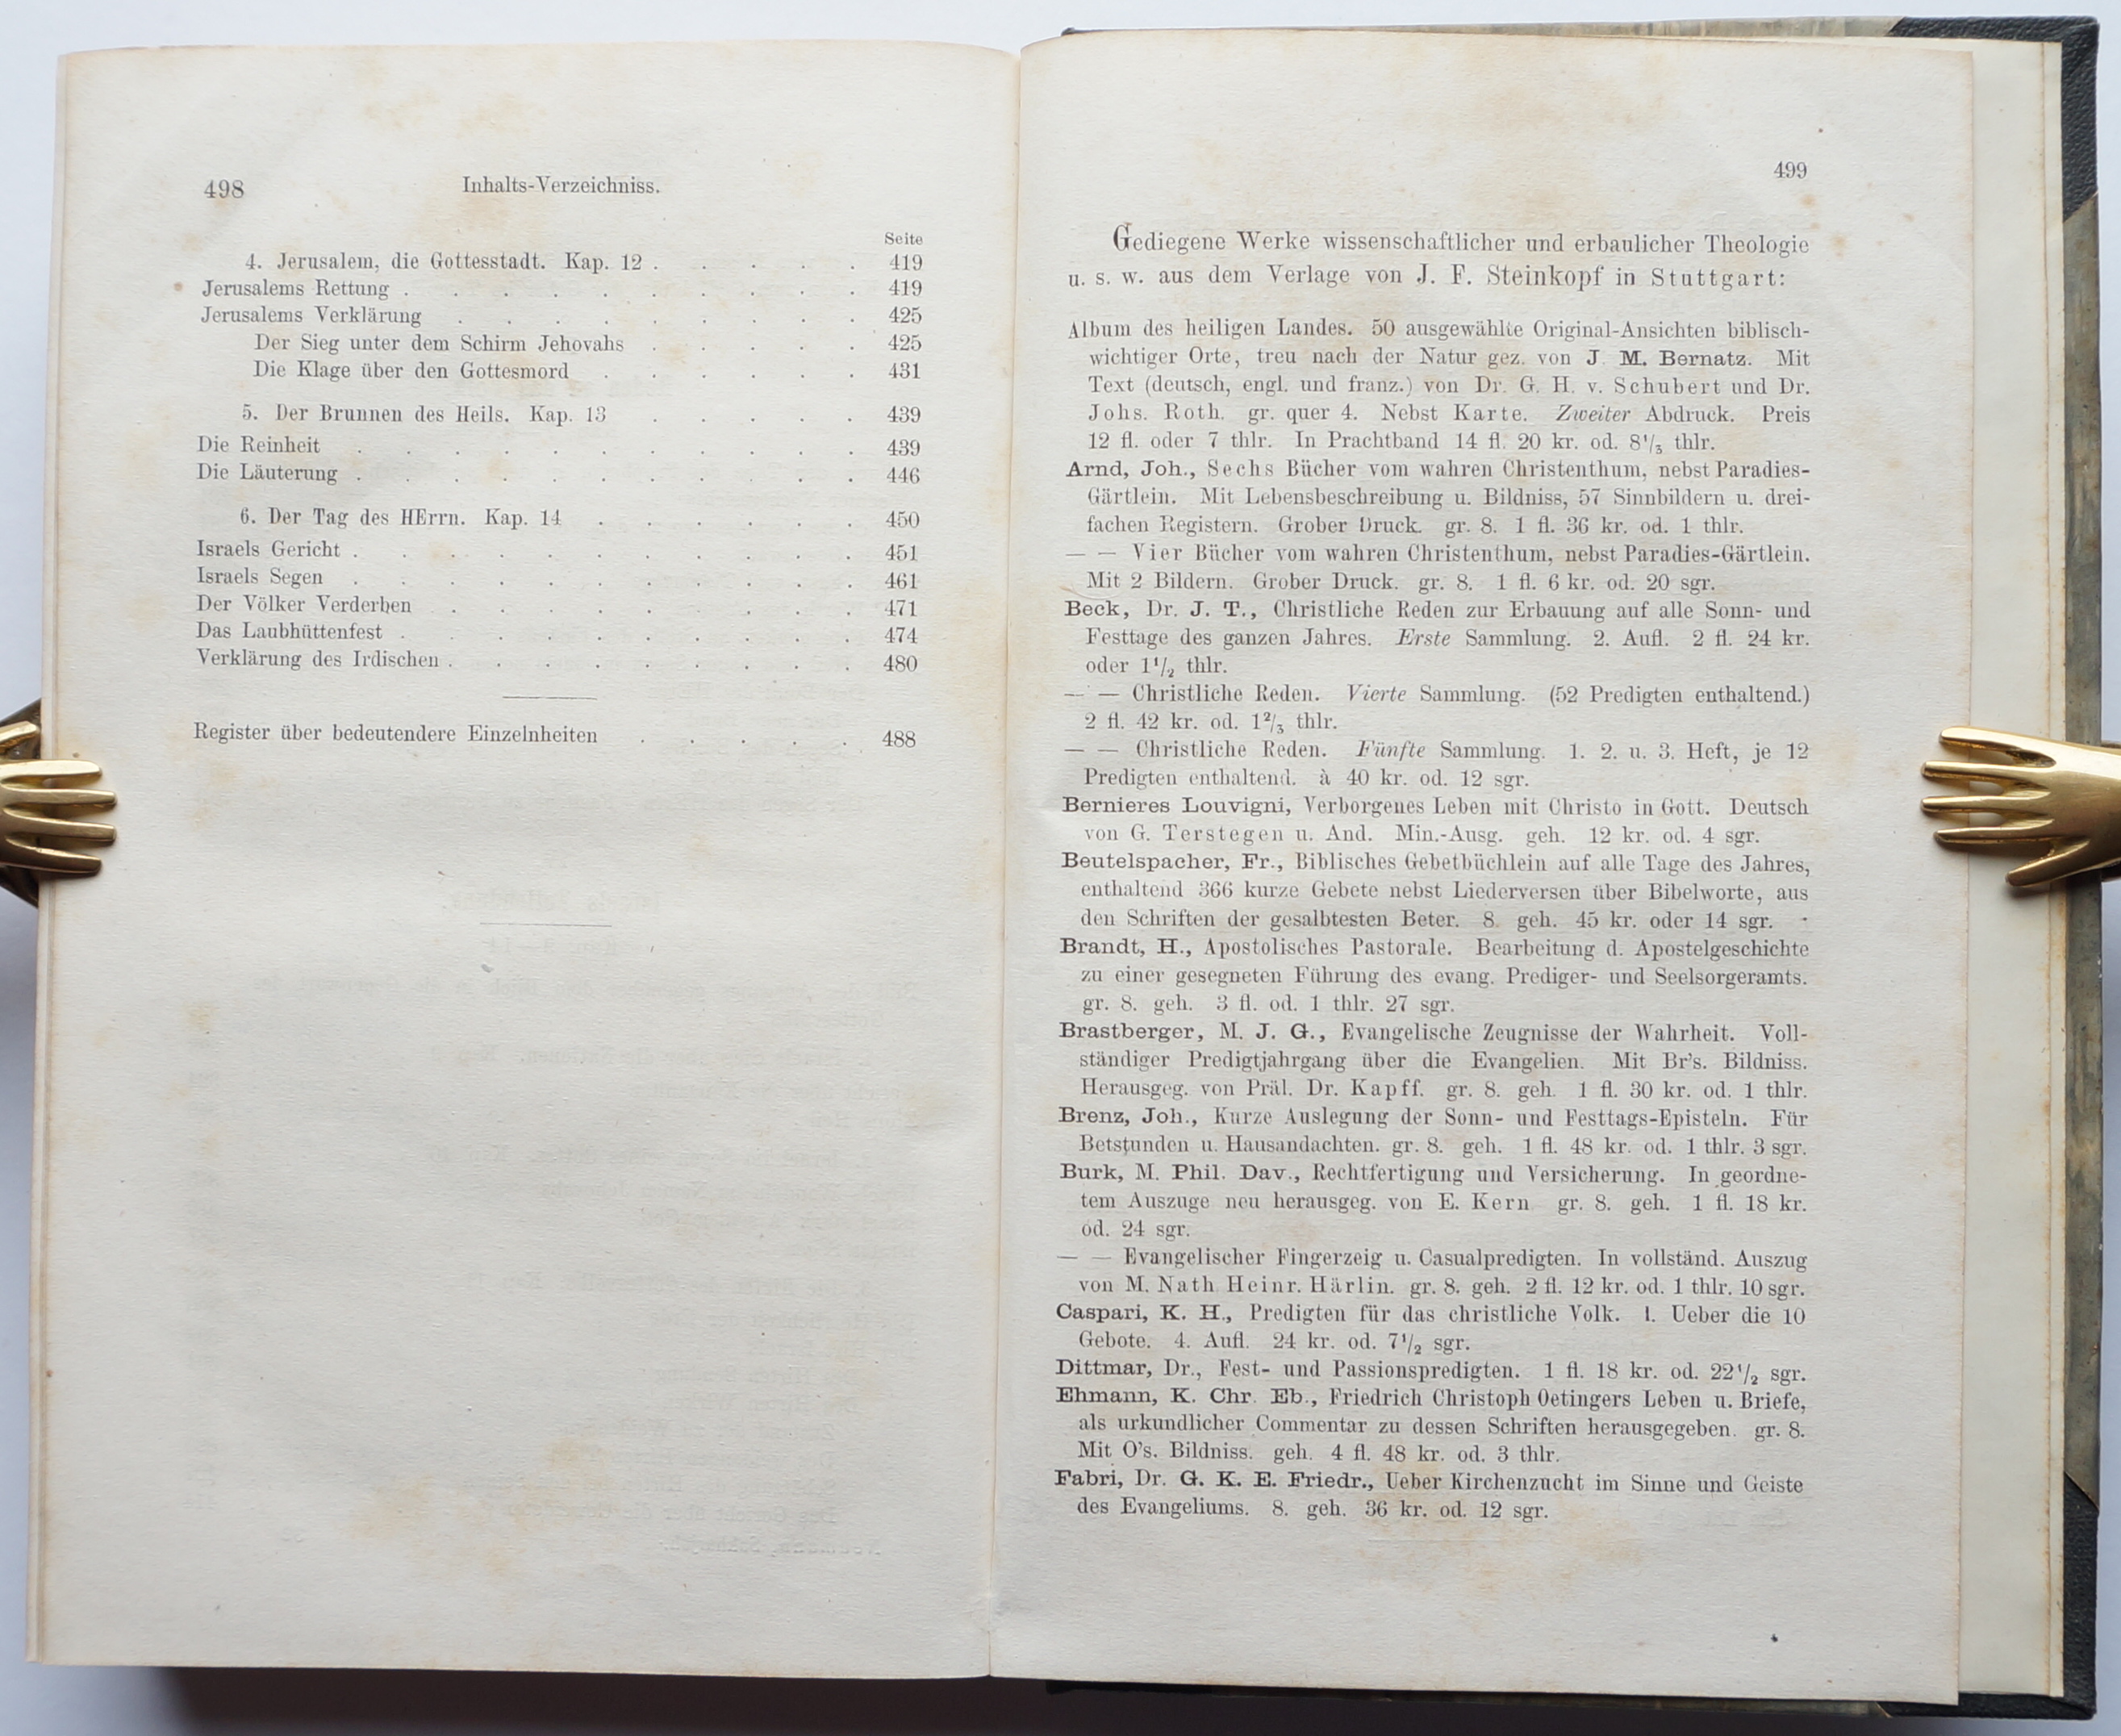 498 Inhalts-Verzeichniss.
Seite
4. Jerusalem, die Gottesstadt. Kap. 12 . . . . . 419
Jerusalems Rettung . . . . . . . . . . 419
Jerusalems Verklärung . . . . . . . . . 425
Der Sieg unter dem Schirm Jehovahs . . . . . 425
Die Klage über den Gottesmord . . . . . . 431
5. Der Brunnen des Heils. Kap. 13 . . . . . 439
Die Reinheit . . . . . . . . . . . 439
Die Läuterung . . . . . . . . . . . 446
6. Der Tag des HErrn. Kap. 14 . . . . . . 450
Israels Gericht . . . . . . . . . . . 451
Israels Segen . . . . . . . . . . . 461
Der Völker Verderben . . . . . . . . . 471
Das Laubhüttenfest . . . . . . . . . . 474
Verklärung des Irdischen . . . . . . . . . 480
Register über bedeutendere Einzelnheiten . . . . . 488
499
Gediegene Werke wissenschaftlicher und erbaulicher Theologie
u. s. w. aus dem Verlage von J. F. Steinkopf in Stuttgart:
Album des heiligen Landes. 50 ausgewählte Original-Ansichten biblisch-
wichtiger Orte, treu nach der Natur gez. von J. M. Bernatz. Mit
Text (deutsch, engl. und franz.) von Dr. G. H. v. Schubert und Dr.
Johs. Roth. gr. quer 4. Nebst Karte. Zweiter Abdruck. Preis
12 fl. oder 7 thlr. In Prachtband 14 fl. 20 kr. od. 8 1/3 thlr.
Arnd, Joh., Sechs Bücher vom wahren Christenthum, nebst Paradies-
Gärtlein. Mit Lebensbeschreibung u. Bildniss, 57 Sinnbildern u. drei-
fachen Registern. Grober Druck. gr. 8. 1 fl. 36 kr. od. 1 thlr.
— — Vier Bücher vom wahren Christenthum, nebst Paradies-Gärtlein.
Mit 2 Bildern. Grober Druck. gr. 8. 1 fl. 6 kr. od. 20 sgr.
Beck, Dr. J. T., Christliche Reden zur Erbauung auf alle Sonn- und
Festtage des ganzen Jahres. Erste Sammlung. 2. Aufl. 2 fl. 24 kr.
oder 1 1/2 thlr.
— — Christliche Reden. Vierte Sammlung. (52 Predigten enthaltend.)
2 fl. 42 kr. od. 1 2/3 thlr.
— — Christliche Reden. Fünfte Sammlung. 1. 2. u. 3. Heft, je 12
Predigten enthaltend. à 40 kr. od. 12 sgr.
Bernieres Louvigni, Verborgenes Leben mit Christo in Gott. Deutsch
von G. Terstegen u. And. Min.-Ausg. geh. 12 kr. od. 4 sgr.
Beutelspacher, Fr., Biblisches Gebetbüchlein auf alle Tage des Jahres,
enthaltend 366 kurze Gebete nebst Liederversen über Bibelworte, aus
den Schriften der gesalbtesten Beter. 8. geh. 45 kr. oder 14 sgr.
Brandt, H., Apostolisches Pastorale. Bearbeitung d. Apostelgeschichte
zu einer gesegneten Führung des evang. Prediger- und Seelsorgeramts.
gr. 8. geh. 3 fl. od. 1 thlr. 27 sgr.
Brastberger, M. J. G., Evangelische Zeugnisse der Wahrheit. Voll-
ständiger Predigtjahrgang über die Evangelien. Mit Br's. Bildniss.
Herausgeg. von Präl. Dr. Kapff. gr. 8. geh. 1 fl. 30 kr. od. 1 thlr.
Brenz, Joh., Kurze Auslegung der Sonn- und Festtags-Episteln. Für
Betstunden u. Hausandachten. gr. 8. geh. 1 fl. 48 kr. od. 1 thlr. 3 sgr.
Burk, M. Phil. Dav., Rechtfertigung und Versicherung. In geordne-
tem Auszuge neu herausgeg. von E. Kern gr. 8. geh. 1 fl. 18 kr.
od. 24 sgr.
— — Evangelischer Fingerzeig u. Casualpredigten. In vollständ. Auszug
von M. Nath. Heinr. Härlin. gr. 8. geh. 2 fl. 12 kr. od. 1 thlr. 10 sgr.
Caspari, K. H., Predigten für das christliche Volk. 1. Ueber die 10
Gebote. 4. Aufl. 24 kr. od. 7 1/2 sgr.
Dittmar, Dr., Fest- und Passionspredigten. 1 fl. 18 kr. od. 22 1/2 sgr.
Ehmann, K. Chr. Eb., Friedrich Christoph Oetingers Leben u. Briefe,
als urkundlicher Commentar zu dessen Schriften herausgegeben. gr. 8.
Mit O's. Bildniss. geh. 4 fl. 48 kr. od. 3 thlr.
Fabri, Dr. G. K. E. Friedr., Ueber Kirchenzucht im Sinne und Geiste
des Evangeliums. 8. geh. 36 kr. od. 12 sgr.